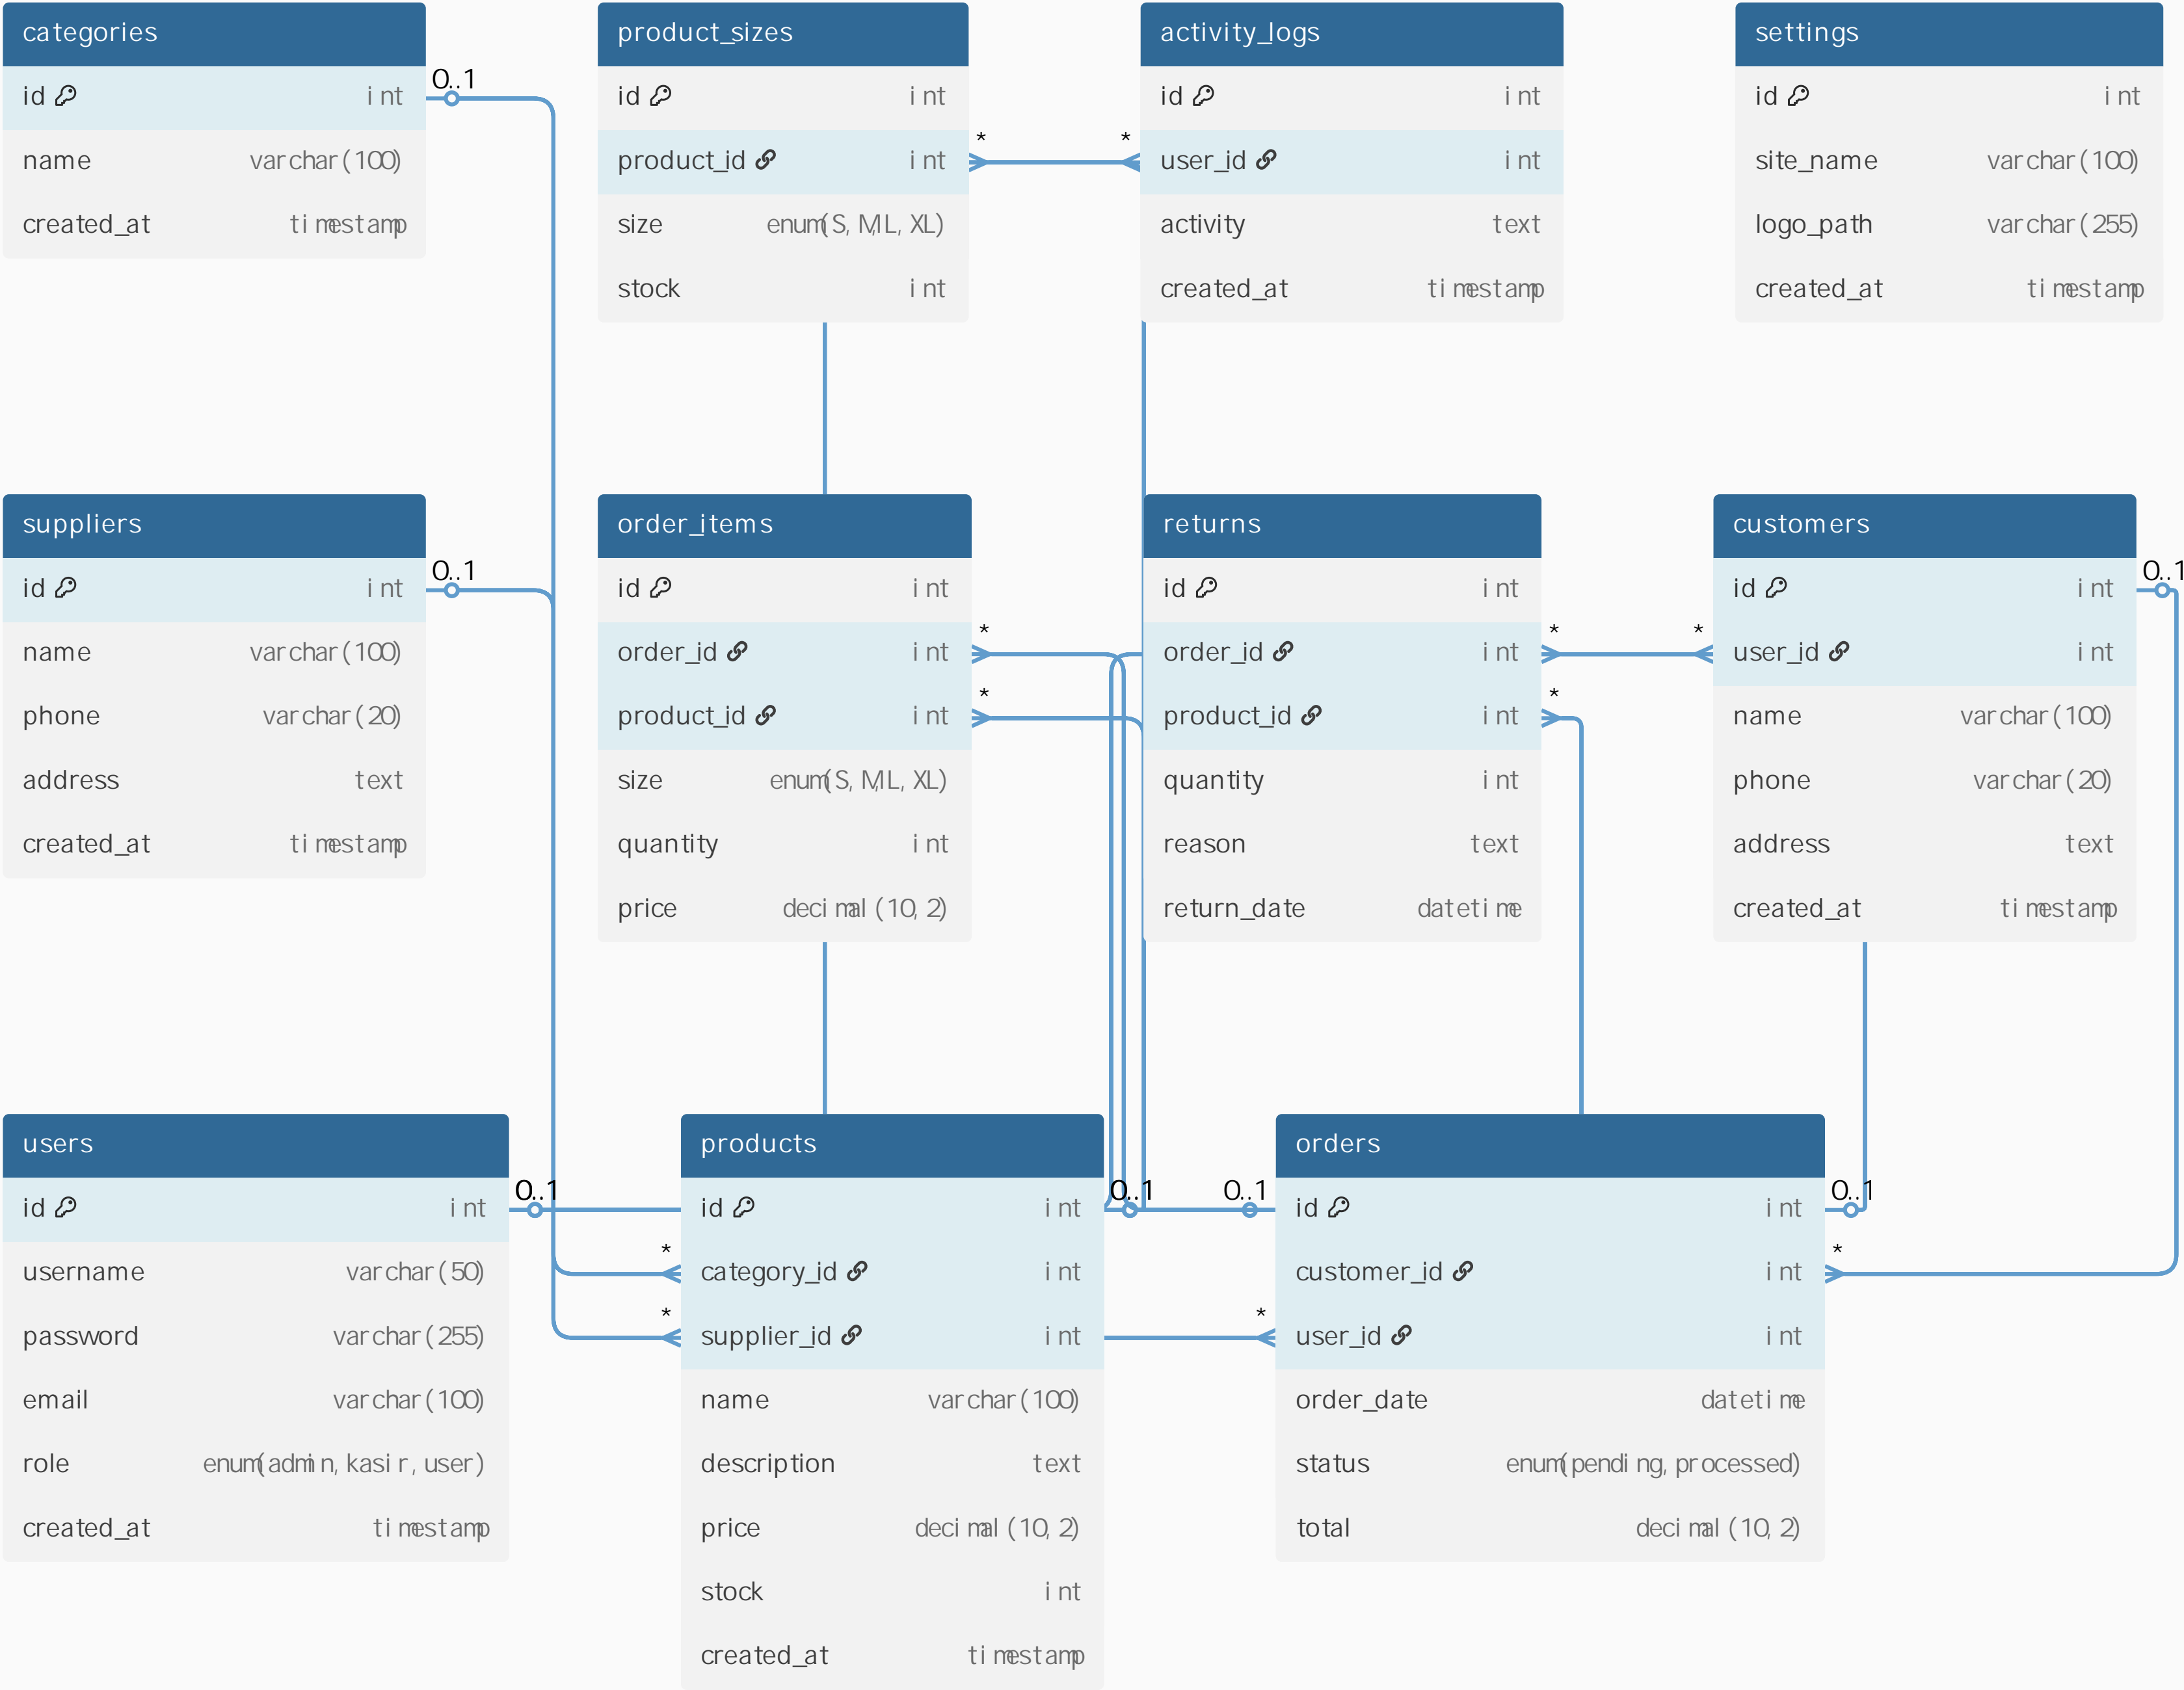 categories
id int
name varchar(100)
created_at timestamp
0..1
product_sizes
id int
product_id int
size enum(S, M, L, XL)
stock int
*
*
activity_logs
id int
user_id int
activity text
created_at timestamp
settings
id int
site_name varchar(100)
logo_path varchar(255)
created_at timestamp
suppliers
id int
name varchar(100)
phone varchar(20)
address text
created_at timestamp
0..1
order_items
id int
order_id int
product_id int
size enum(S, M, L, XL)
quantity int
price decimal(10, 2)
*
*
returns
id int
order_id int
product_id int
quantity int
reason text
return_date datetime
*
*
*
customers
id int
user_id int
name varchar(100)
phone varchar(20)
address text
created_at timestamp
0..1
users
id int
username varchar(50)
password varchar(255)
email varchar(100)
role enum(admin, kasir, user)
created_at timestamp
0..1
*
*
products
id int
category_id int
supplier_id int
name varchar(100)
description text
price decimal(10, 2)
stock int
created_at timestamp
0..1
0..1
*
orders
id int
customer_id int
user_id int
order_date datetime
status enum(pending, processed)
total decimal(10, 2)
0..1
*